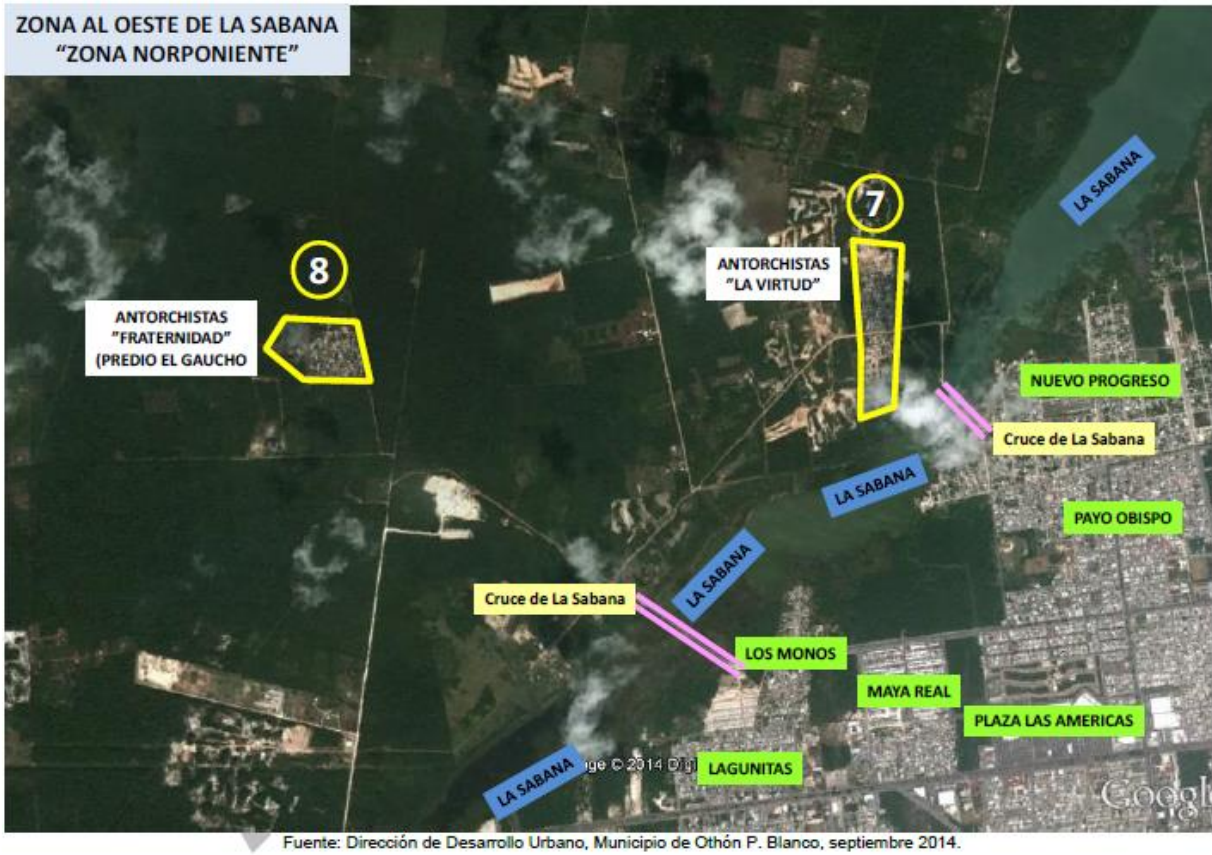 ZONA AL OESTE DE LA SABANA
“ZONA NORPONIENTE”
LA SABANA
7
8
ANTORCHISTAS
”LA VIRTUD”
ANTORCHISTAS
”FRATERNIDAD”
(PREDIO EL GAUCHO
NUEVO PROGRESO
Cruce de La Sabana
LA SABANA
PAYO OBISPO
LA SABANA
Cruce de La Sabana
LOS MONOS
MAYA REAL
PLAZA LAS AMERICAS
LA SABANA
© 2014
LAGUNITAS
Google
Fuente: Dirección de Desarrollo Urbano, Municipio de Othón P. Blanco, septiembre 2014.